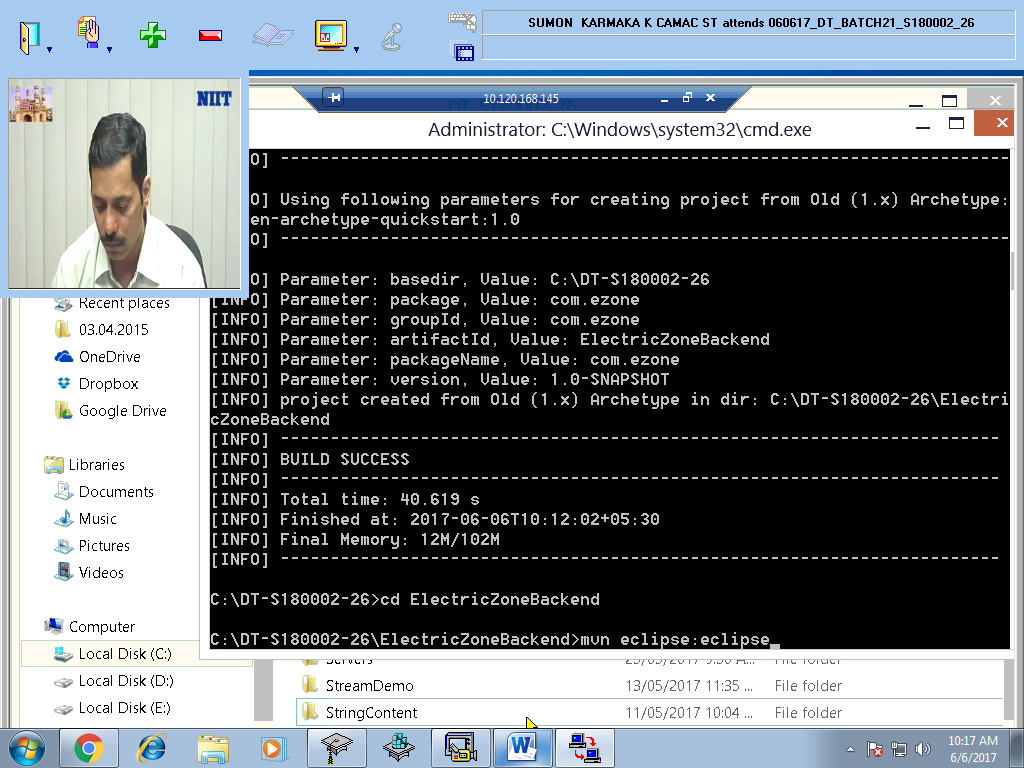 SUMON KARMAKA K CAMAC ST attends 060617_DT_BATCH21_S180002_26
NIIT
10.120.168.145
Administrator: C:\Windows\system32\cmd.exe
O] -------------------------------------------------------------------------
O] Using following parameters for creating project from Old (1.x) Archetype:
en-archetype-quickstart:1.0
O] -------------------------------------------------------------------------
O] Parameter: basedir, Value: C:\DT-S180002-26
[INFO] Parameter: package, Value: com.ezone
[INFO] Parameter: groupId, Value: com.ezone
[INFO] Parameter: artifactId, Value: ElectricZoneBackend
[INFO] Parameter: packageName, Value: com.ezone
[INFO] Parameter: version, Value: 1.0-SNAPSHOT
[INFO] project created from Old (1.x) Archetype in dir: C:\DT-S180002-26\Electri
cZoneBackend
[INFO] ------------------------------------------------------------------------
[INFO] BUILD SUCCESS
[INFO] ------------------------------------------------------------------------
[INFO] Total time: 40.619 s
[INFO] Finished at: 2017-06-06T10:12:02+05:30
[INFO] Final Memory: 12M/102M
[INFO] ------------------------------------------------------------------------
C:\DT-S180002-26>cd ElectricZoneBackend
C:\DT-S180002-26\ElectricZoneBackend>mvn eclipse:eclipse_
Recent places
03.04.2015
OneDrive
Dropbox
Google Drive
Libraries
Documents
Music
Pictures
Videos
Computer
Local Disk (C:)
Local Disk (D:)
Local Disk (E:)
Servers 23/05/2017 9:50 A... File folder
StreamDemo 13/05/2017 11:35 ... File folder
StringContent 11/05/2017 10:04 ... File folder
10:17 AM
6/6/2017